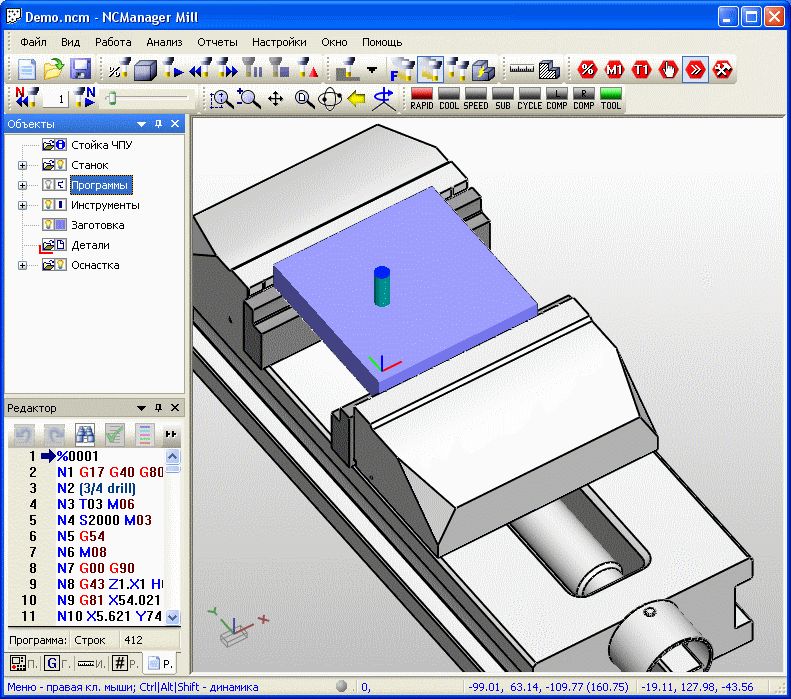 Demo.ncm - NCManager Mill
Файл Вид Работа Анализ Отчеты Настройки Окно Помощь
% M1 T1
N 1 N
RAPID COOL SPEED SUB CYCLE L COMP R COMP TOOL
Объекты
Стойка ЧПУ
Станок
Программы
Инструменты
Заготовка
Детали
Оснастка
Редактор
1 %0001
2 N1 G17 G40 G80
3 N2 (3/4 drill)
4 N3 T03 M06
5 N4 S2000 M03
6 N5 G54
7 N6 M08
8 N7 G00 G90
9 N8 G43 Z1.X1 H
10 N9 G81 X54.021
11 N10 X5.621 Y74
Программа: Строк 412
П. G Г. И. # Р. Р.
Y X
Меню - правая кл. мыши; Ctrl|Alt|Shift - динамика 0, -99.01, 63.14, -109.77 (160.75) -19.11, 127.98, -43.56